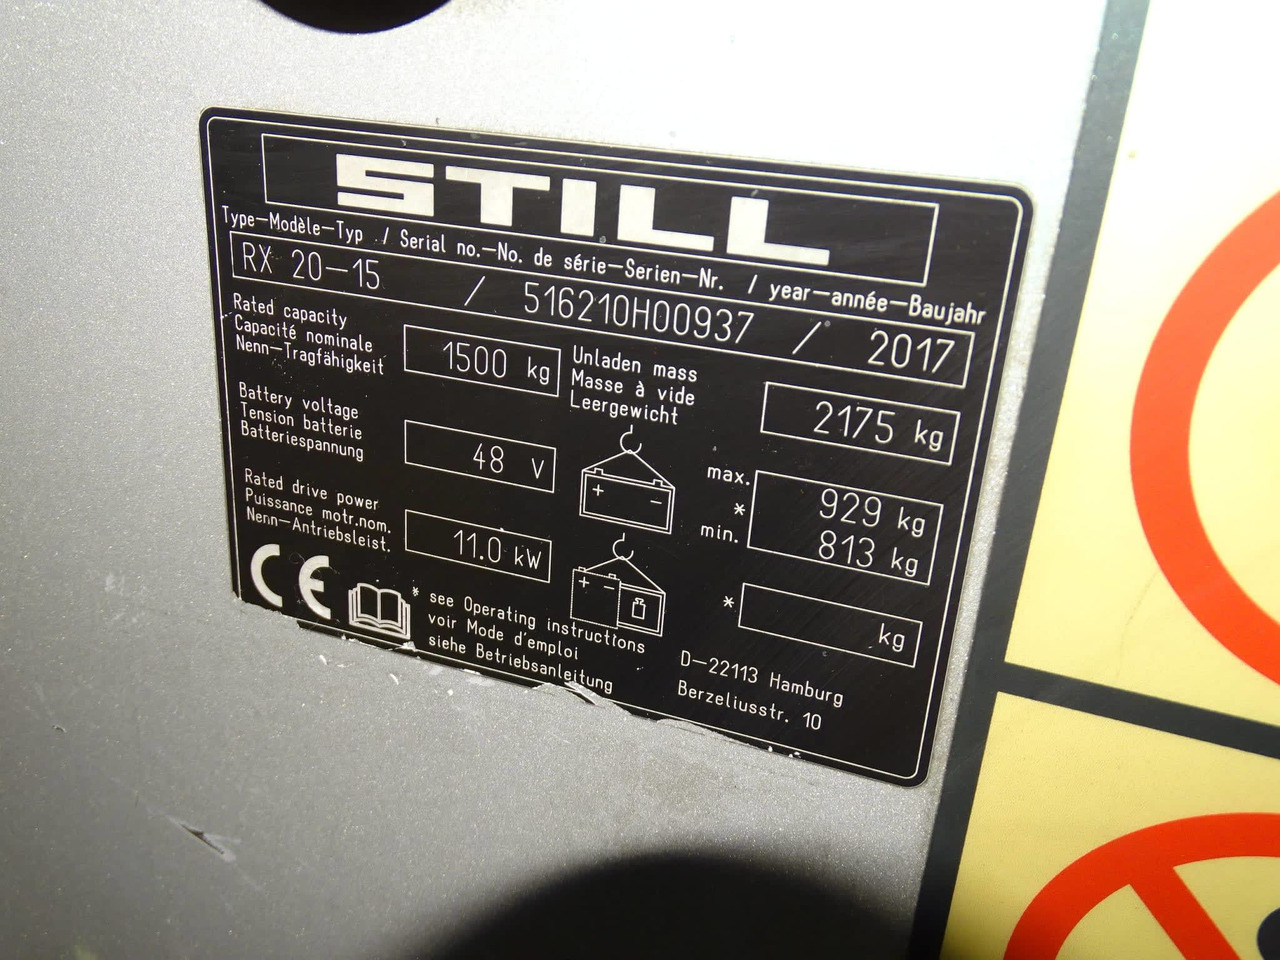 STILL
Type-Modèle-Typ / Serial no.-No. de série-Serien-Nr. / year-année-Baujahr
RX 20-15 / 516210H00937 / 2017
Rated capacity
Capacité nominale
Nenn-Tragfähigkeit
1500 kg
Unladen mass
Masse à vide
Leergewicht
2175 kg
Battery voltage
Tension batterie
Batteriespannung
48 V
+ -
max. 929 kg
*
min. 813 kg
Rated drive power
Puissance motr.nom.
Nenn-Antriebsleist.
11.0 kW
+ -
* kg
CE
* see Operating instructions
voir Mode d'emploi
siehe Betriebsanleitung
D-22113 Hamburg
Berzeliusstr. 10